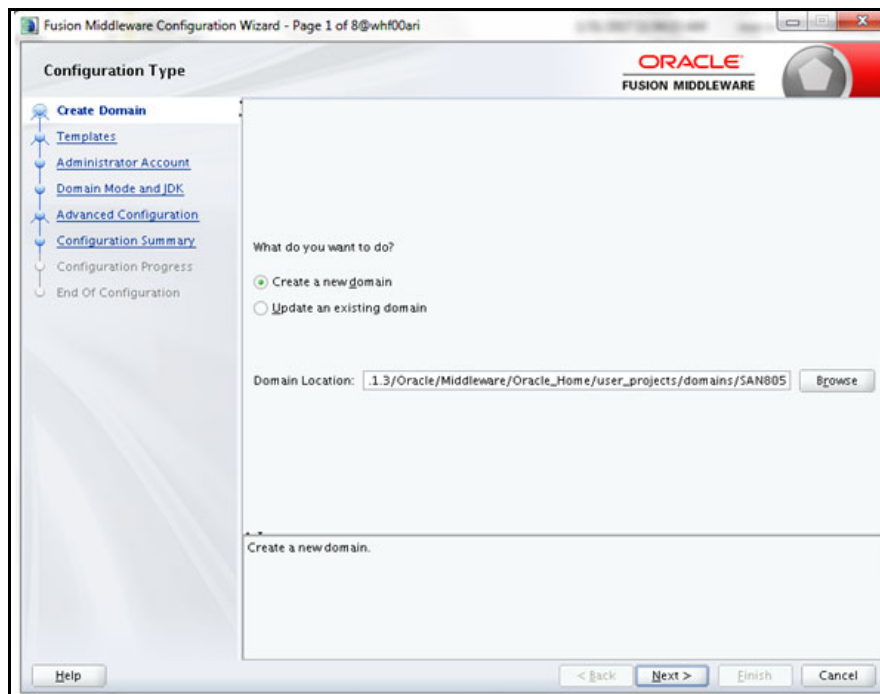 Fusion Middleware Configuration Wizard - Page 1 of 8@whf00ari
Configuration Type
ORACLE
FUSION MIDDLEWARE
Create Domain
Templates
Administrator Account
Domain Mode and JDK
Advanced Configuration
Configuration Summary
Configuration Progress
End Of Configuration
What do you want to do?
Create a new domain
Update an existing domain
Domain Location: .1.3/Oracle/Middleware/Oracle_Home/user_projects/domains/SAN805 Browse
Create a new domain.
Help < Back Next > Finish Cancel